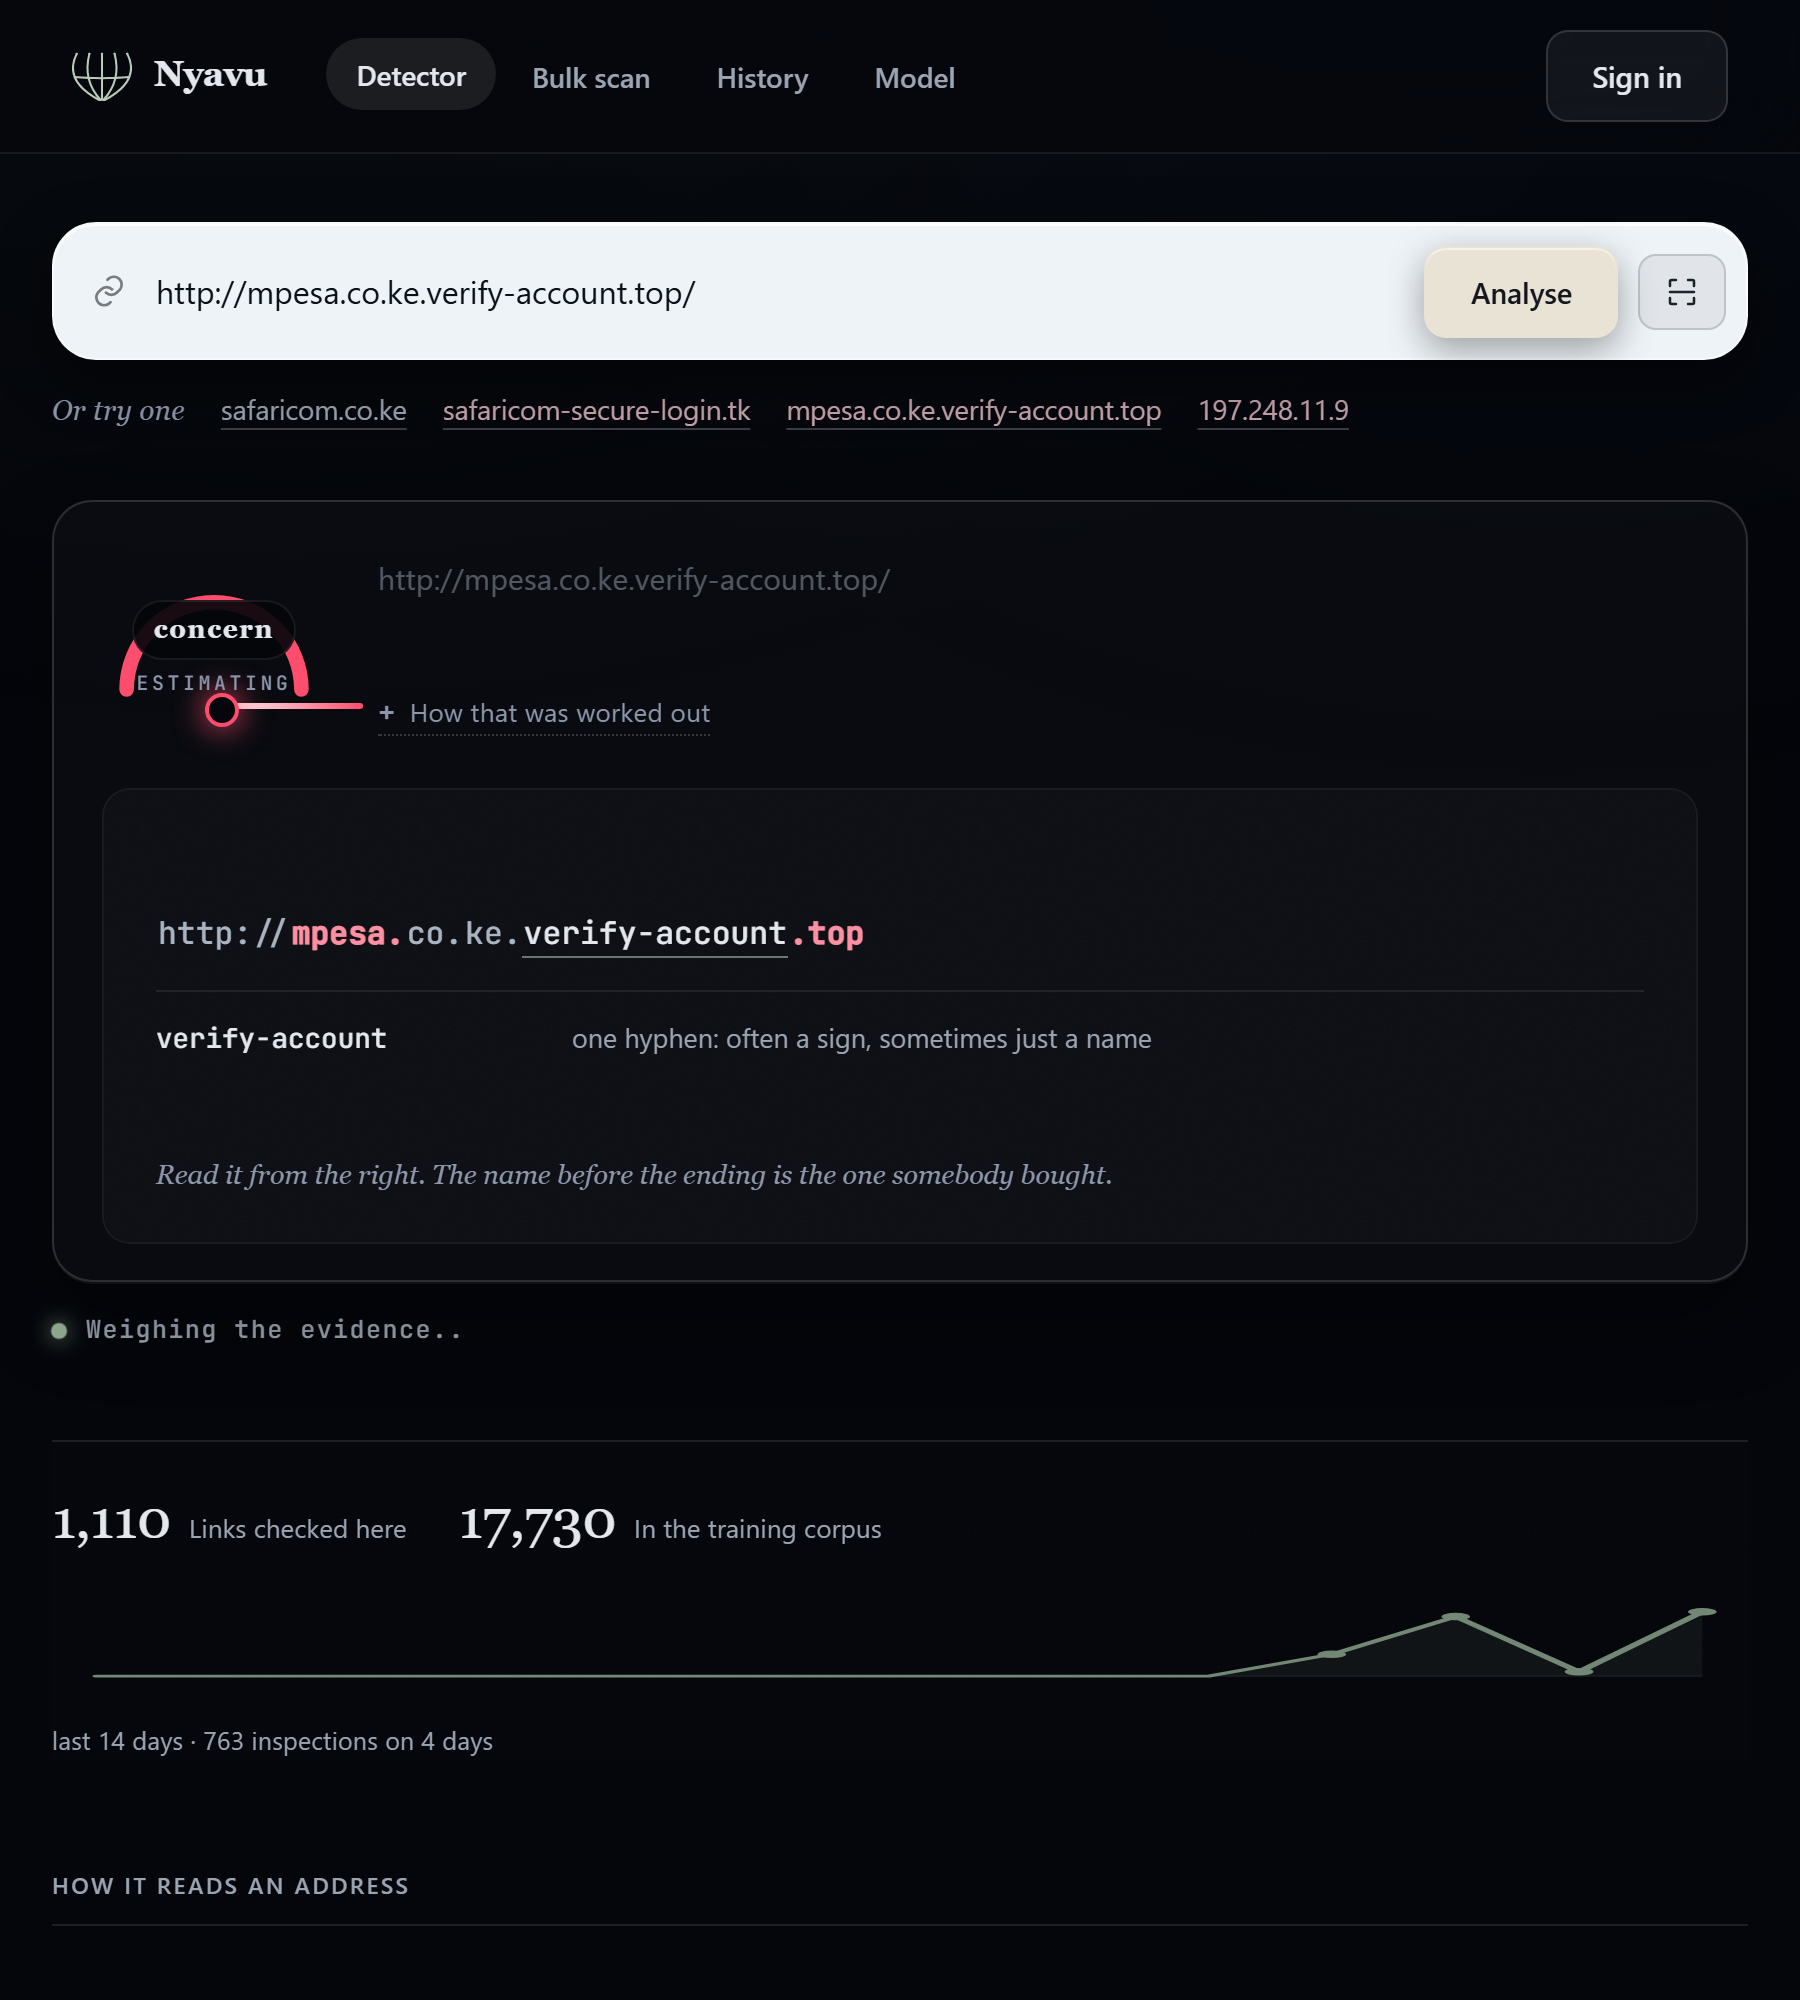 Nyavu Detector Bulk scan History Model Sign in
http://mpesa.co.ke.verify-account.top/ Analyse
Or try one safaricom.co.ke safaricom-secure-login.tk mpesa.co.ke.verify-account.top 197.248.11.9
http://mpesa.co.ke.verify-account.top/
concern
ESTIMATING
+ How that was worked out
http://mpesa.co.ke.verify-account.top
verify-account one hyphen: often a sign, sometimes just a name
Read it from the right. The name before the ending is the one somebody bought.
Weighing the evidence..
1,110 Links checked here 17,730 In the training corpus
last 14 days · 763 inspections on 4 days
HOW IT READS AN ADDRESS